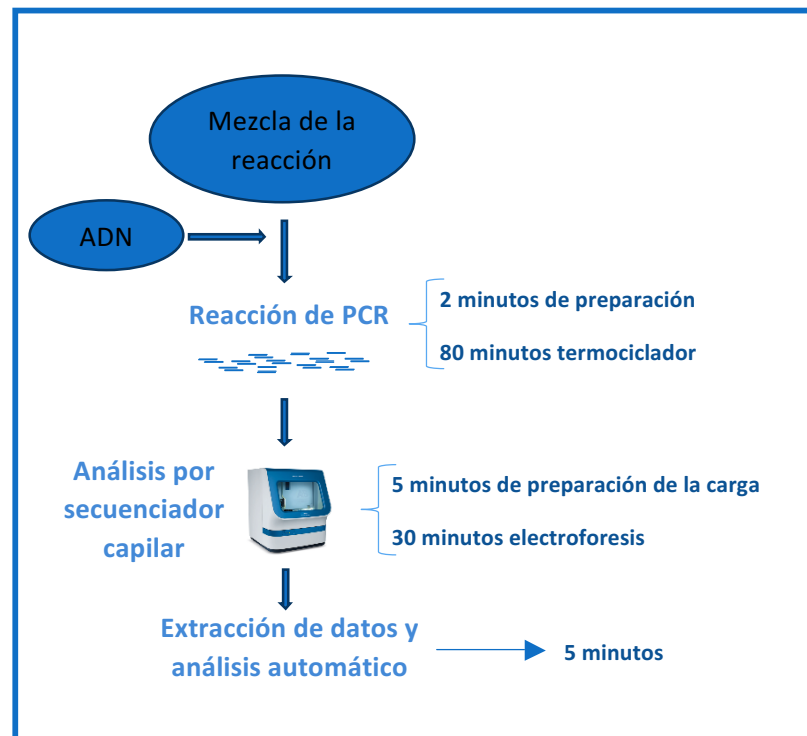 Mezcla de la
reacción
ADN
Reacción de PCR
2 minutos de preparación
80 minutos termociclador
Análisis por
secuenciador
capilar
5 minutos de preparación de la carga
30 minutos electroforesis
Extracción de datos y
análisis automático
5 minutos